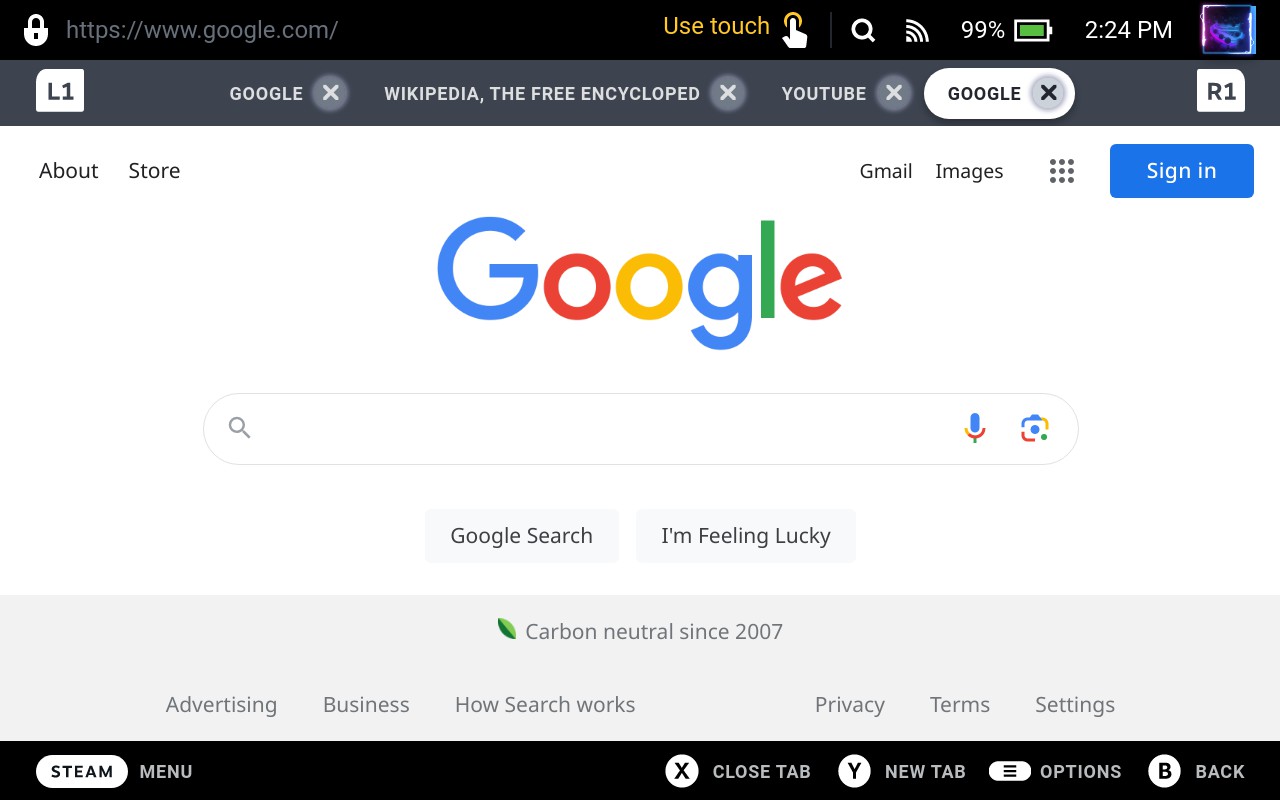 https://www.google.com/ Use touch 99% 2:24 PM
L1 GOOGLE WIKIPEDIA, THE FREE ENCYCLOPED YOUTUBE GOOGLE R1
About Store Gmail Images Sign in
Google
Google Search I'm Feeling Lucky
Carbon neutral since 2007
Advertising Business How Search works Privacy Terms Settings
STEAM MENU X CLOSE TAB Y NEW TAB OPTIONS B BACK